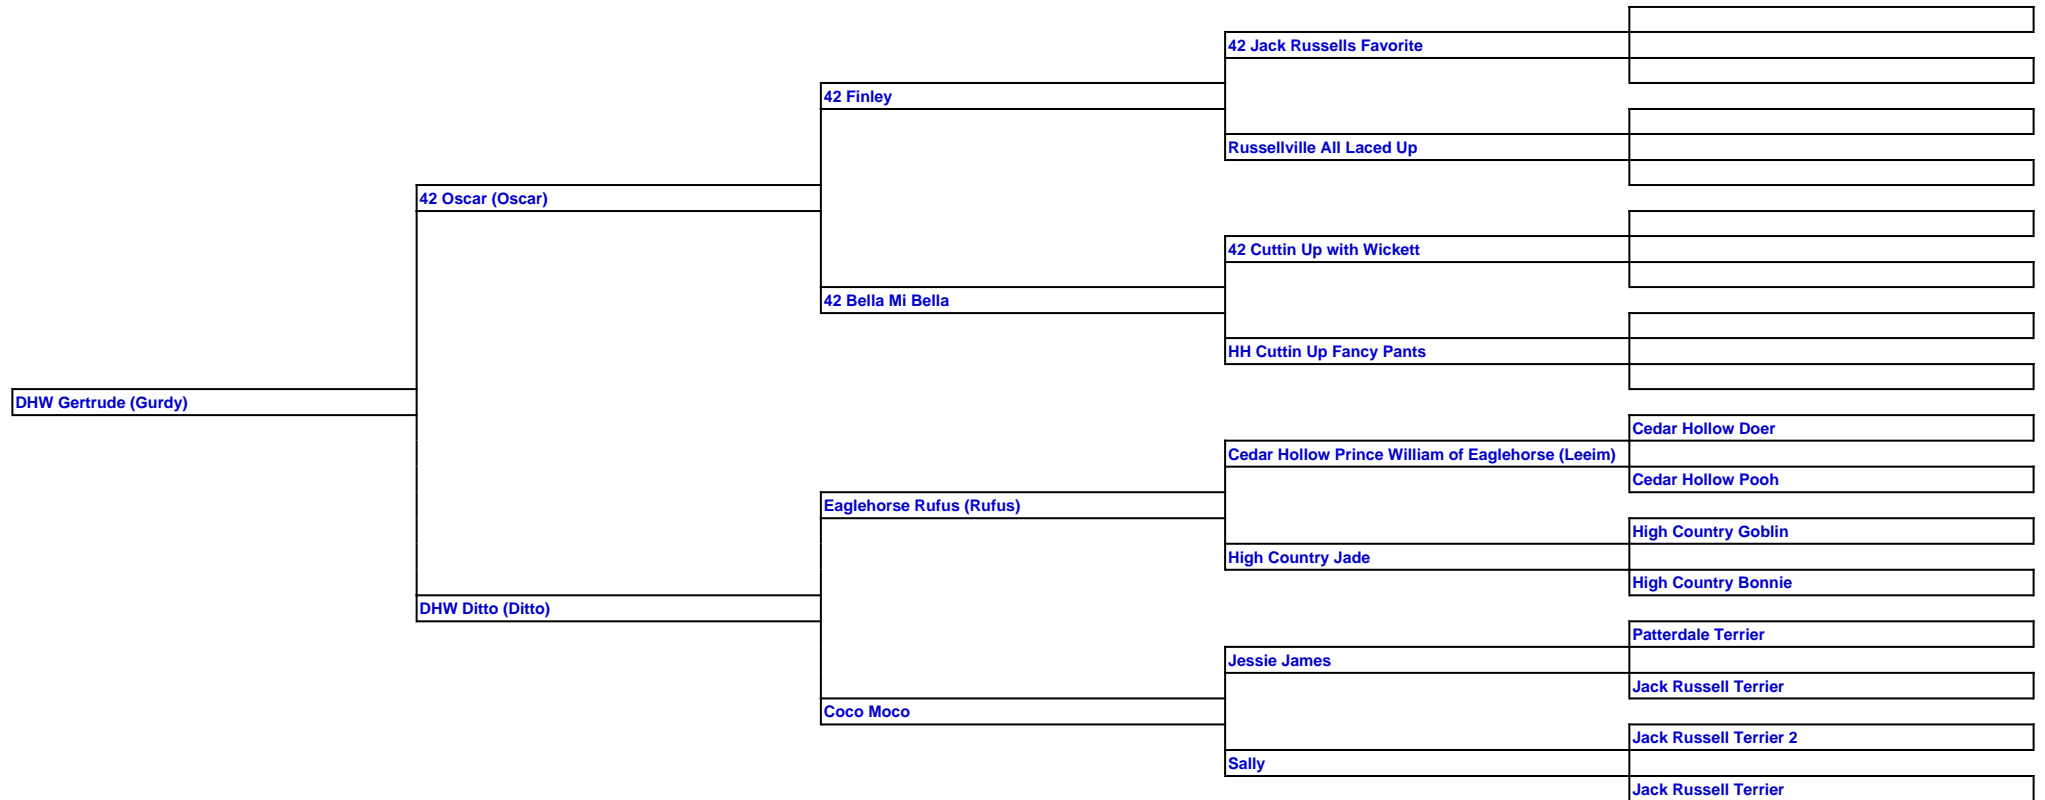 42 Jack Russells Favorite
42 Finley
Russellville All Laced Up
42 Oscar (Oscar)
42 Cuttin Up with Wickett
42 Bella Mi Bella
HH Cuttin Up Fancy Pants
DHW Gertrude (Gurdy)
Cedar Hollow Doer
Cedar Hollow Prince William of Eaglehorse (Leeim)
Cedar Hollow Pooh
Eaglehorse Rufus (Rufus)
High Country Goblin
High Country Jade
High Country Bonnie
DHW Ditto (Ditto)
Patterdale Terrier
Jessie James
Jack Russell Terrier
Coco Moco
Jack Russell Terrier 2
Sally
Jack Russell Terrier